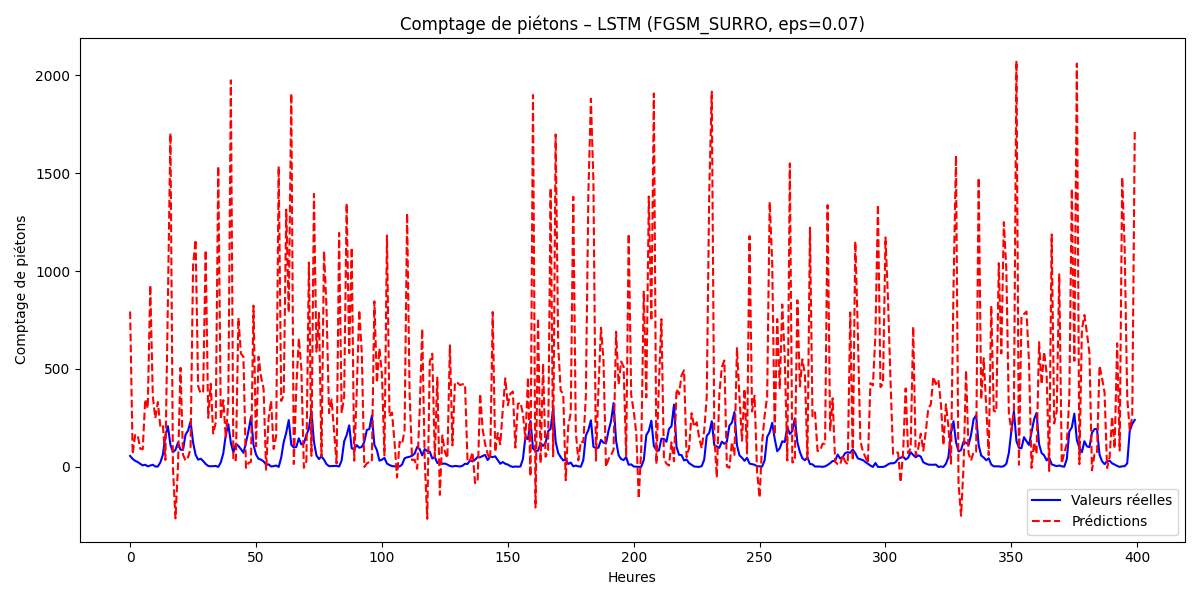 Comptage de piétons – LSTM (FGSM_SURRO, eps=0.07)
Comptage de piétons
2000
1500
1000
500
0
0 50 100 150 200 250 300 350 400
Heures
Valeurs réelles
Prédictions